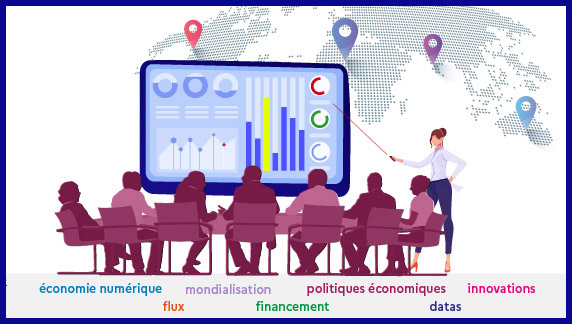 économie numérique mondialisation politiques économiques innovations
flux financement datas